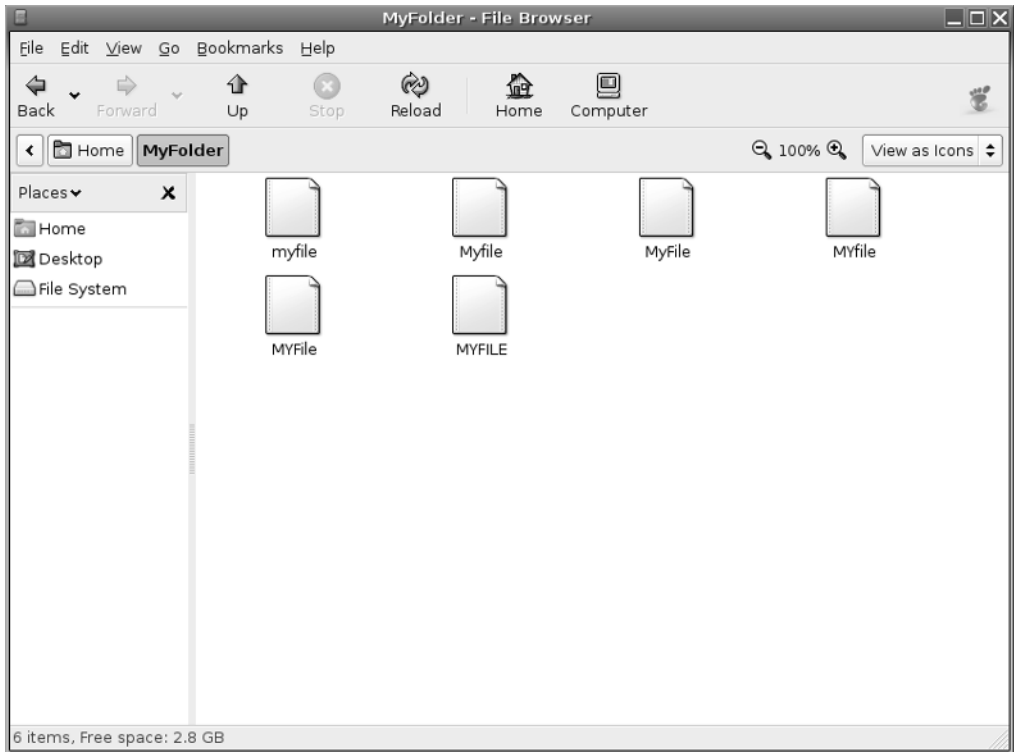 MyFolder - File Browser
File Edit View Go Bookmarks Help
Back Forward Up Stop Reload Home Computer
Home MyFolder 100% View as Icons
Places
Home
Desktop
File System
myfile Myfile MyFile MYfile
MYFile MYFILE
6 items, Free space: 2.8 GB